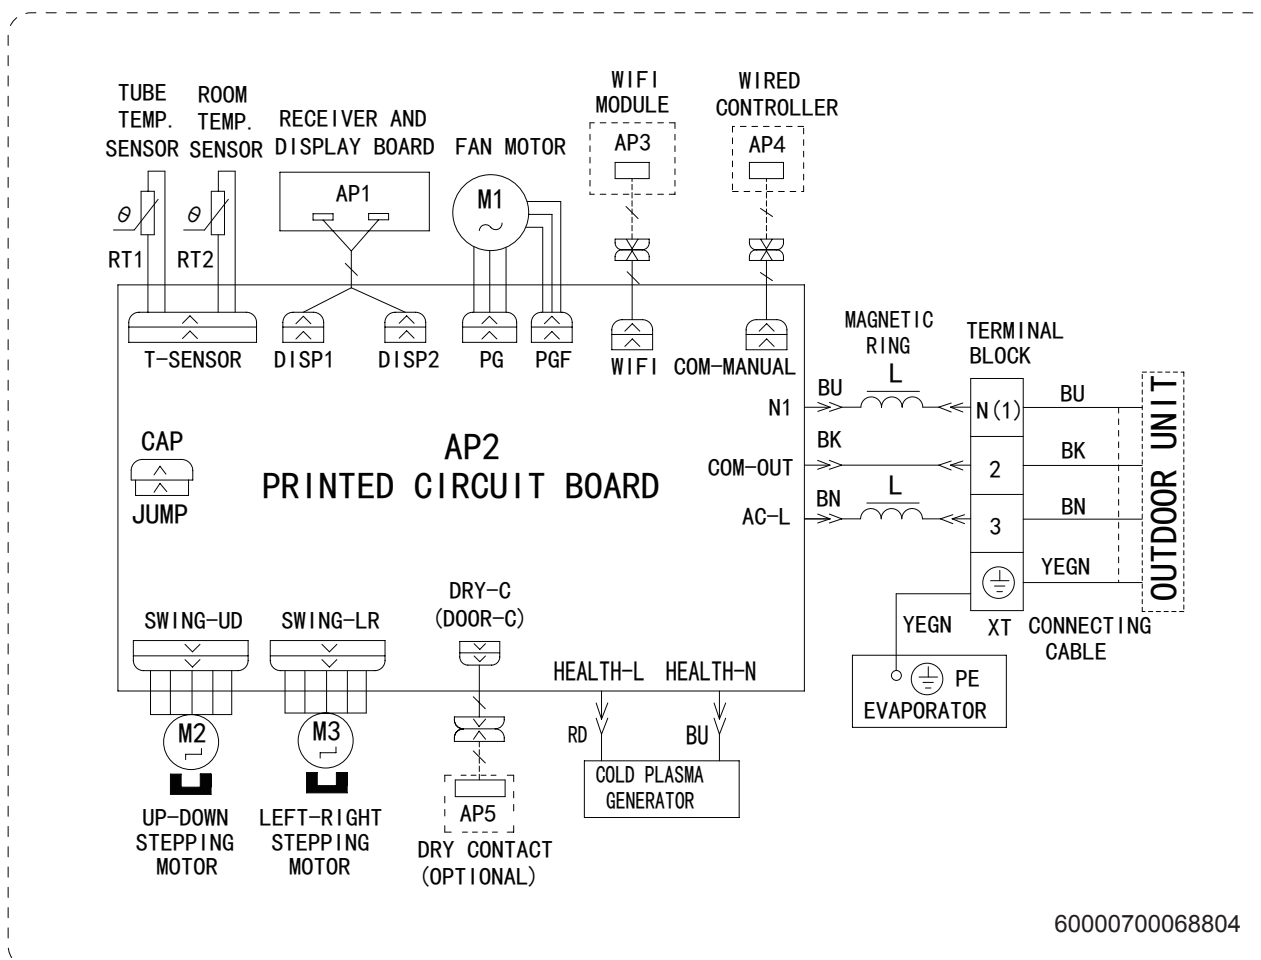 TUBE
TEMP.
SENSOR
ROOM
TEMP.
SENSOR
RECEIVER AND
DISPLAY BOARD
FAN MOTOR
WIFI
MODULE
WIRED
CONTROLLER
AP1
M1
AP3
AP4
θ
RT1
θ
RT2
T-SENSOR
DISP1
DISP2
PG
PGF
WIFI
COM-MANUAL
MAGNETIC
RING
TERMINAL
BLOCK
N1
BU
L
N(1)
BU
CAP
JUMP
AP2
PRINTED CIRCUIT BOARD
COM-OUT
BK
2
BK
AC-L
BN
L
3
BN
YEGN
OUTDOOR UNIT
YEGN
XT
CONNECTING
CABLE
PE
EVAPORATOR
SWING-UD
SWING-LR
DRY-C
(DOOR-C)
HEALTH-L
HEALTH-N
M2
M3
RD
BU
COLD PLASMA
GENERATOR
AP5
UP-DOWN
STEPPING
MOTOR
LEFT-RIGHT
STEPPING
MOTOR
DRY CONTACT
(OPTIONAL)
60000700068804